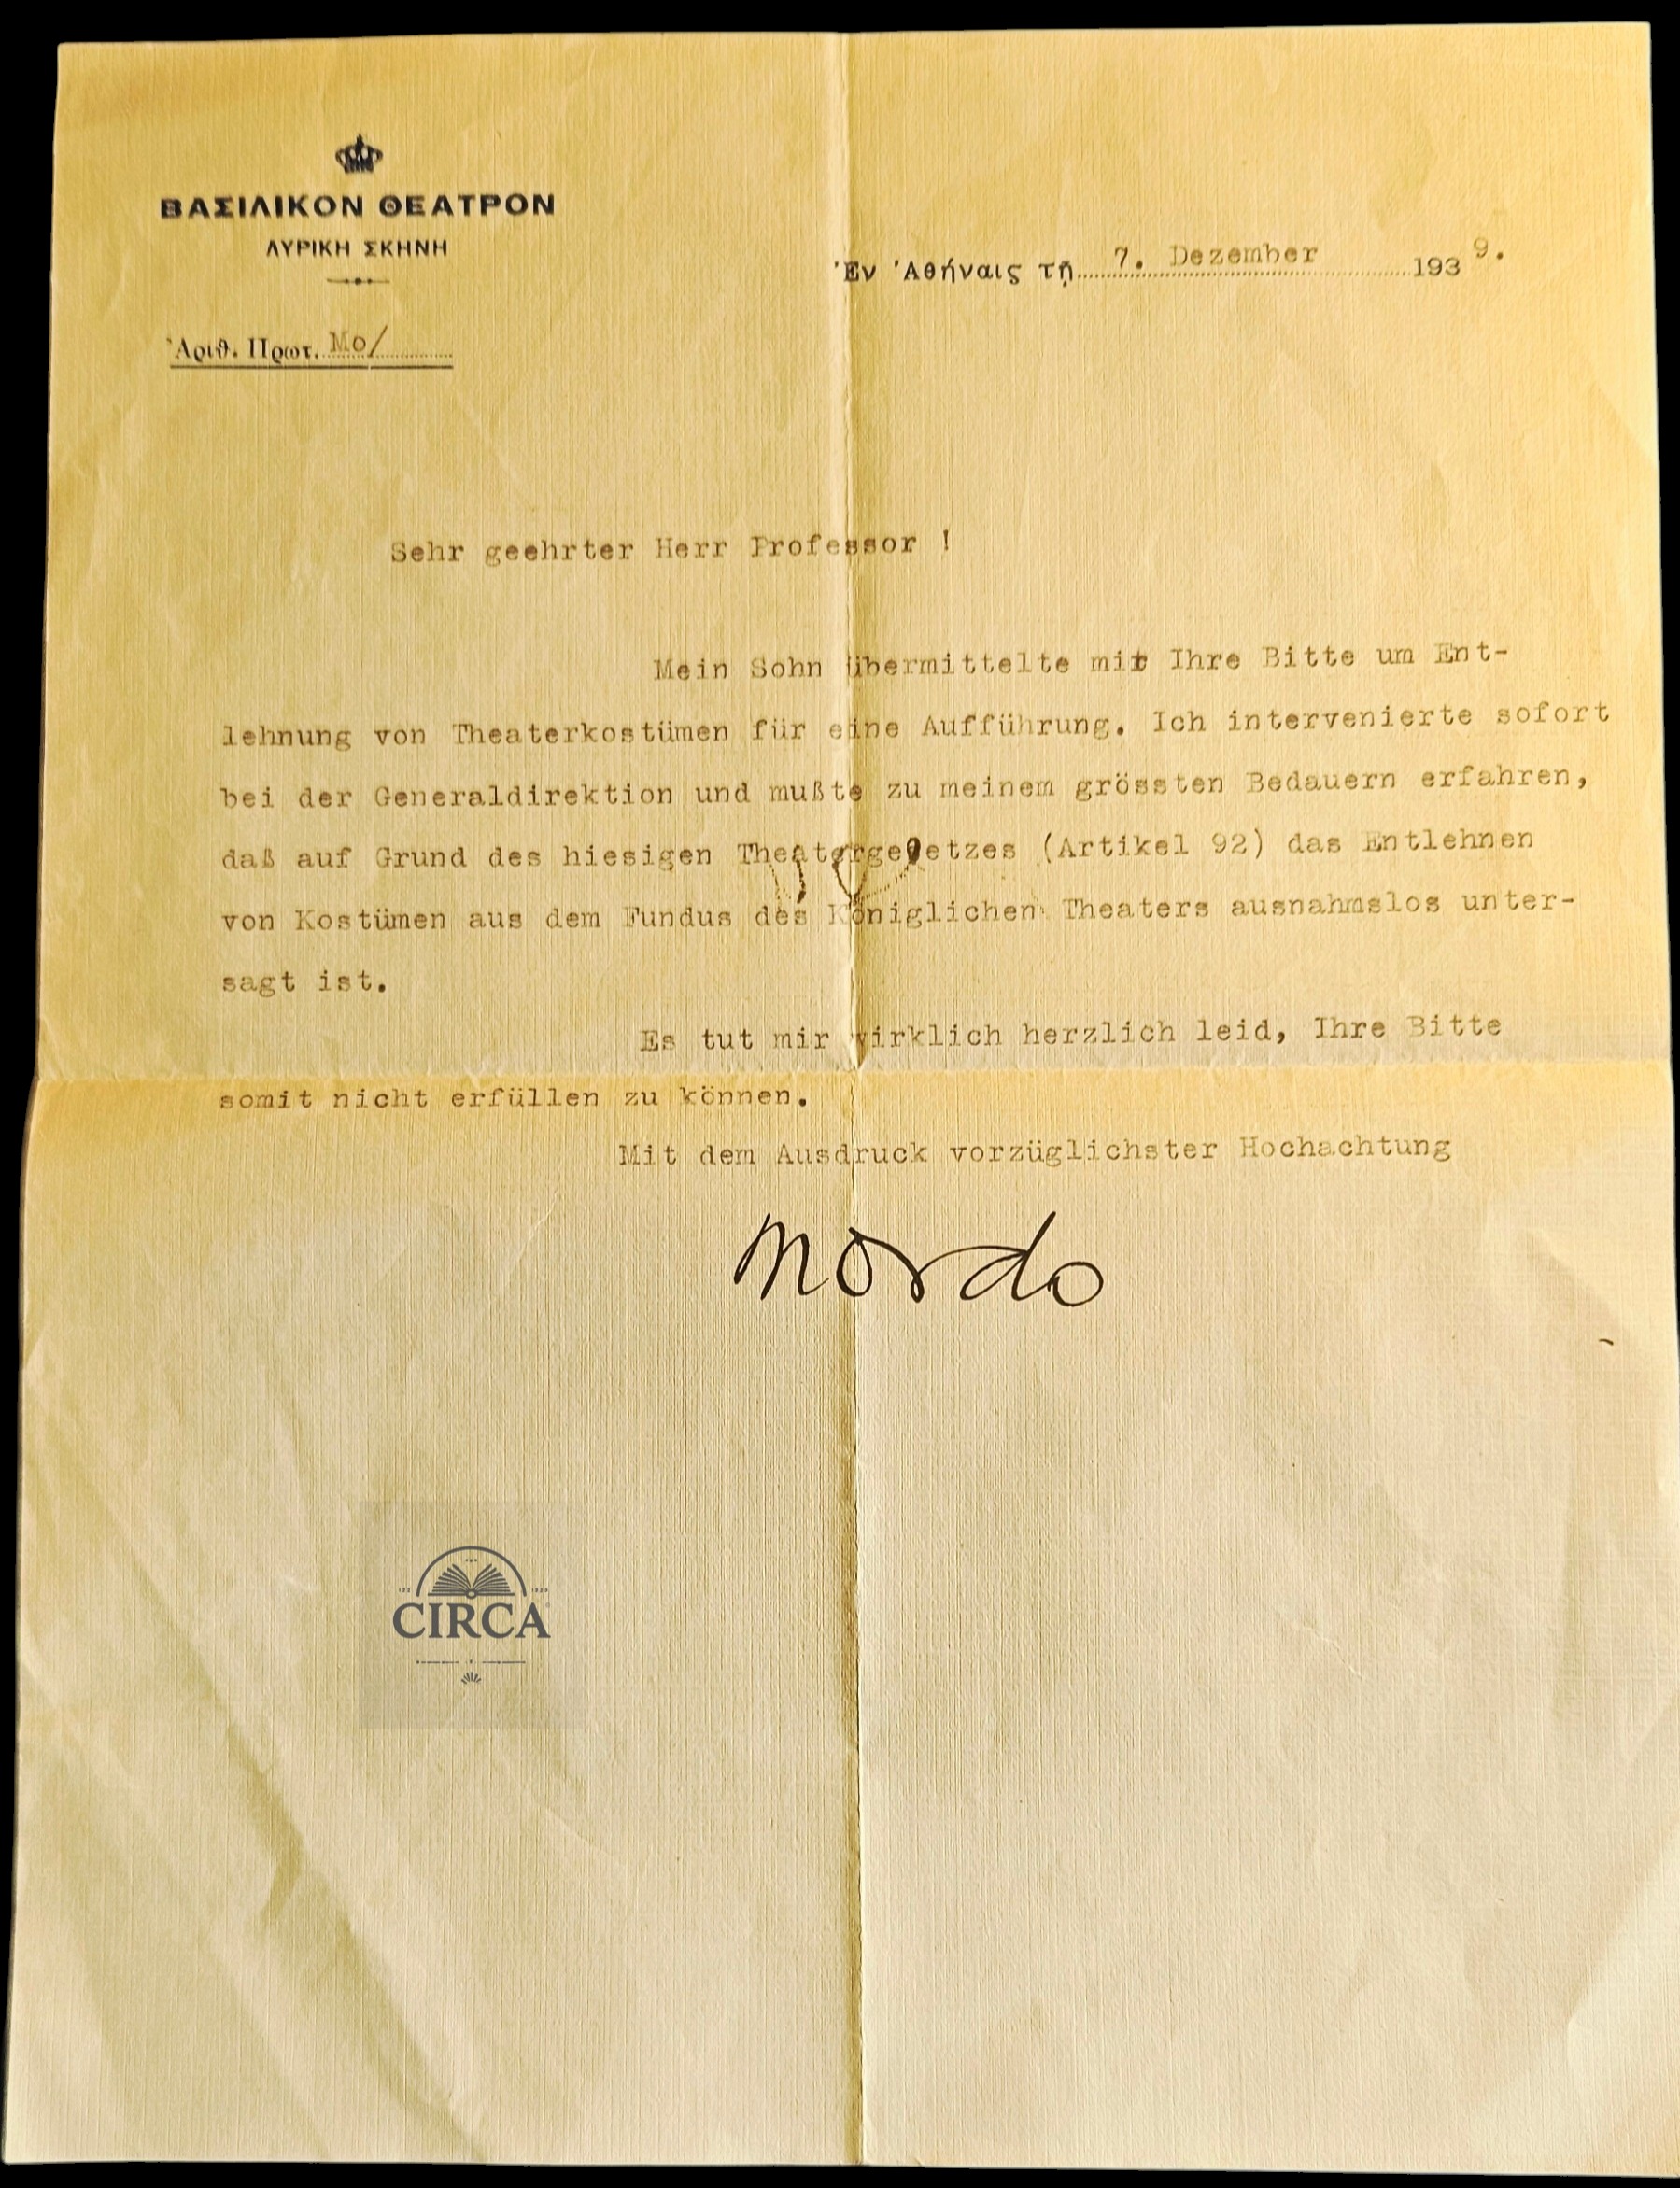 ΒΑΣΙΛΙΚΟΝ ΘΕΑΤΡΟΝ
ΛΥΡΙΚΗ ΣΚΗΝΗ
Ἐν Ἀθήναις τῇ 7. Dezember 1939.
Ἀριθ. Πρωτ. Mo/
Sehr geehrter Herr Professor !
Mein Sohn übermittelte mir Ihre Bitte um Ent-
lehnung von Theaterkostümen für eine Aufführung. Ich intervenierte sofort
bei der Generaldirektion und mußte zu meinem grössten Bedauern erfahren,
daß auf Grund des hiesigen Theatergesetzes (Artikel 92) das Entlehnen
von Kostümen aus dem Fundus des Königlichen Theaters ausnahmslos unter-
sagt ist.
Es tut mir wirklich herzlich leid, Ihre Bitte
somit nicht erfüllen zu können.
Mit dem Ausdruck vorzüglichster Hochachtung
Mordo
CIRCA